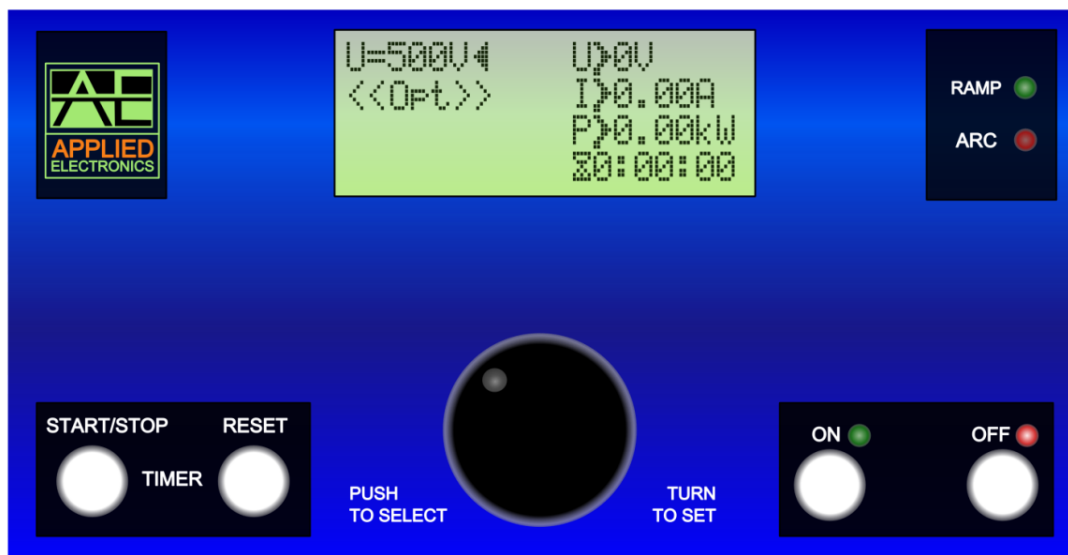 AE
APPLIED
ELECTRONICS
U=500V
<<Opt>>
U>0V
I>0.00A
P>0.00kW
0:00:00
RAMP
ARC
START/STOP
RESET
TIMER
PUSH
TO SELECT
TURN
TO SET
ON
OFF